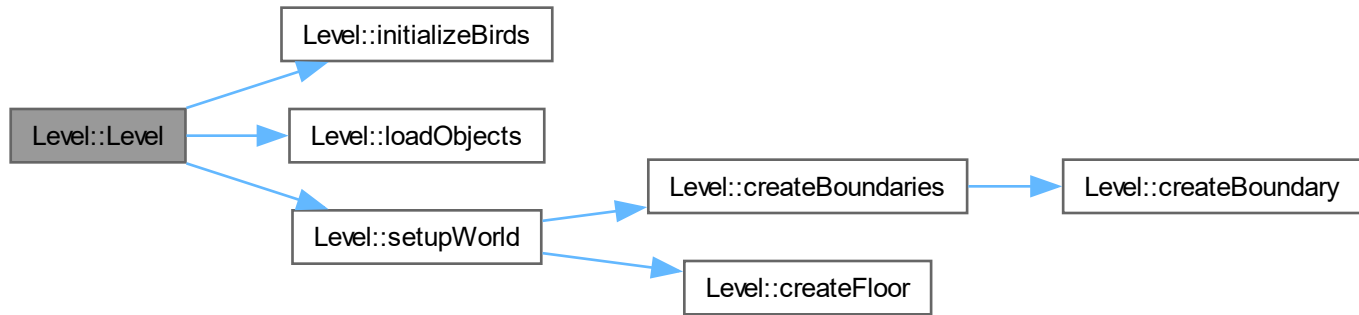 Level::initializeBirds
Level::Level
Level::loadObjects
Level::createBoundaries
Level::createBoundary
Level::setupWorld
Level::createFloor